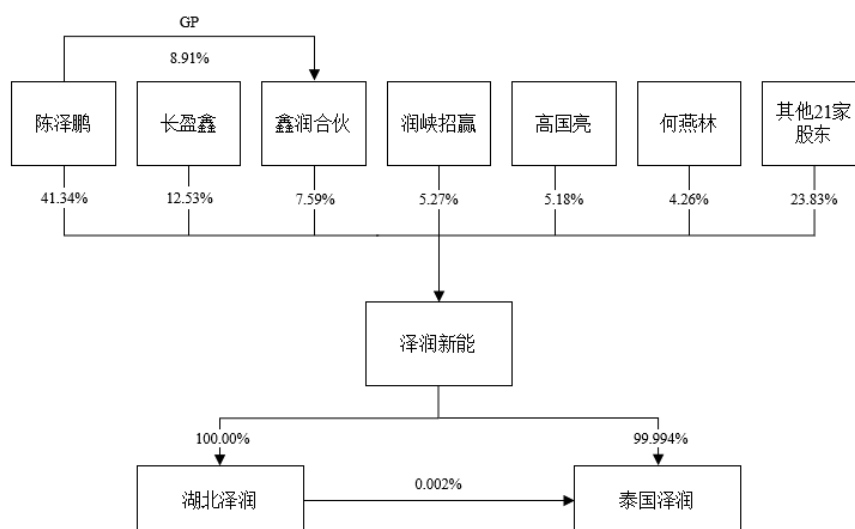 GP
8.91%
陈泽鹏
长盈鑫
鑫润合伙
润峡招赢
高国亮
何燕林
其他21家
股东
41.34%
12.53%
7.59%
5.27%
5.18%
4.26%
23.83%
泽润新能
100.00%
99.994%
湖北泽润
0.002%
泰国泽润